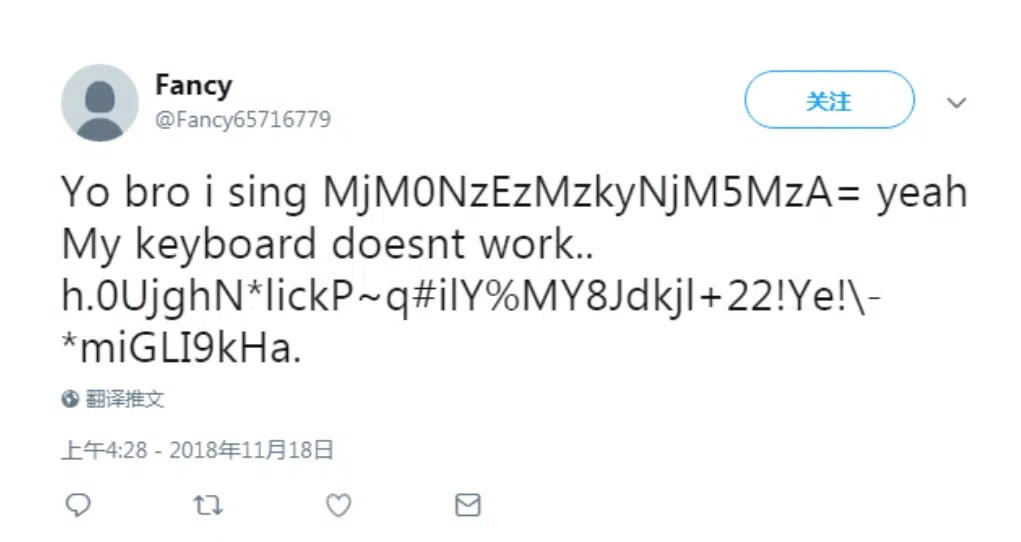 Fancy
@Fancy65716779
关注
Yo bro i sing MjM0NzEzMzkyNjM5MzA= yeah
My keyboard doesnt work..
h.0UjghN*lickP~q#ilY%MY8Jdkjl+22!Ye!\-
*miGLI9kHa.
翻译推文
上午4:28 - 2018年11月18日